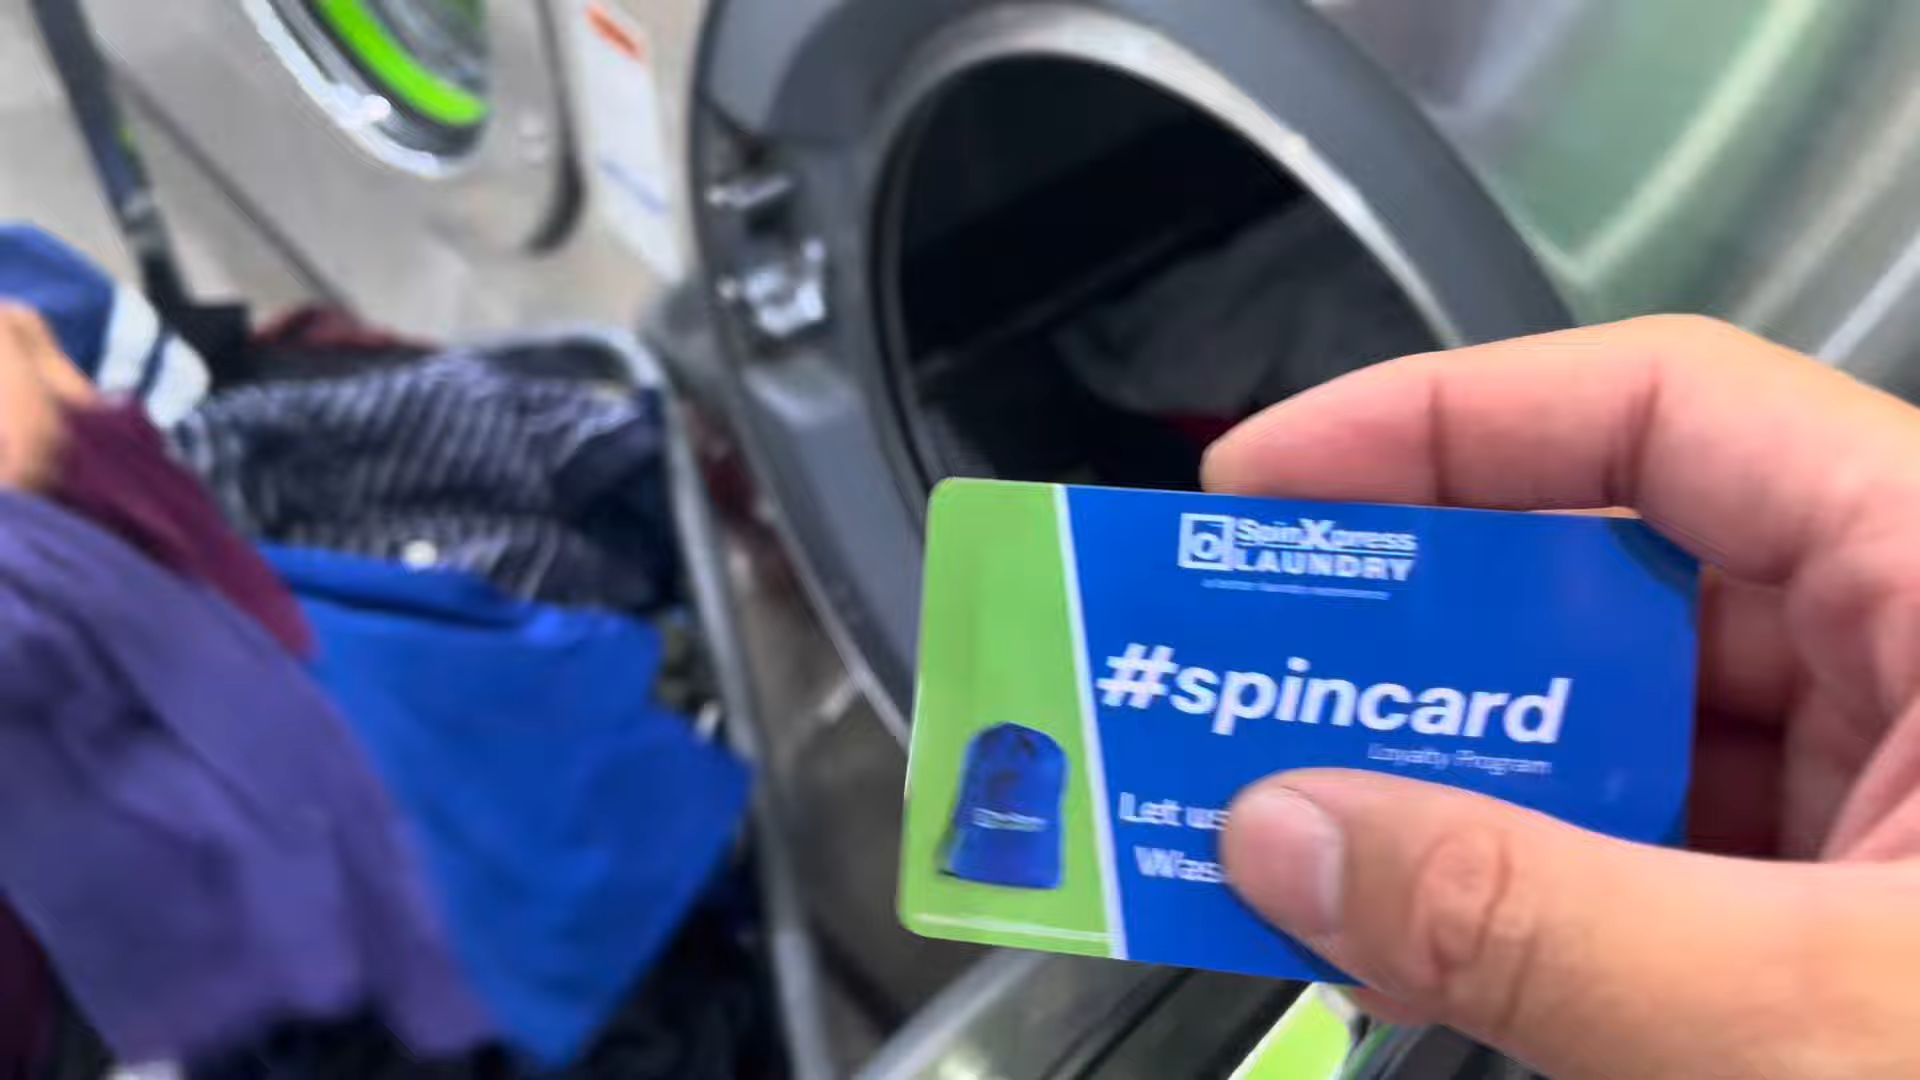 SpinXpress
LAUNDRY
#spincard
Loyalty Program
Let us
Was